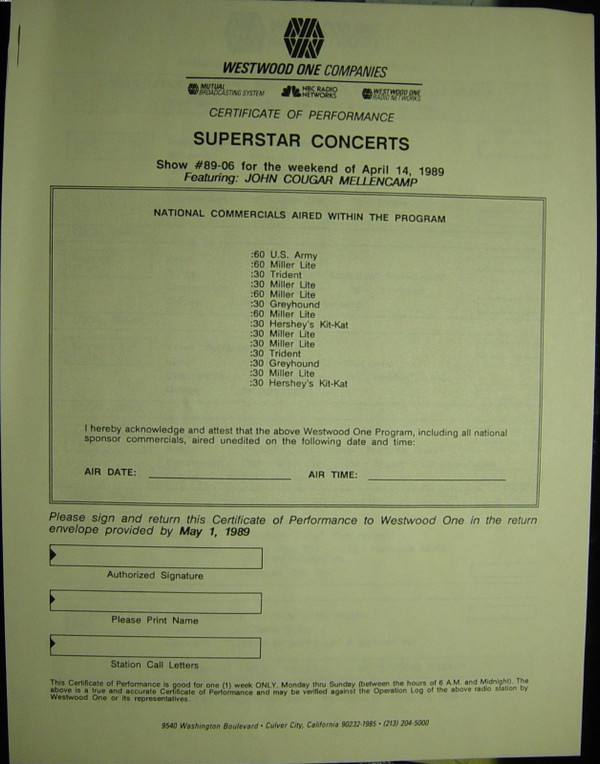 WESTWOOD ONE COMPANIES
MUTUAL BROADCASTING SYSTEM
NBC RADIO NETWORKS
WESTWOOD ONE RADIO NETWORKS
CERTIFICATE OF PERFORMANCE
SUPERSTAR CONCERTS
Show #89-06 for the weekend of April 14, 1989
Featuring: JOHN COUGAR MELLENCAMP
NATIONAL COMMERCIALS AIRED WITHIN THE PROGRAM
:60 U.S. Army
:60 Miller Lite
:30 Trident
:30 Miller Lite
:60 Miller Lite
:30 Greyhound
:60 Miller Lite
:30 Hershey's Kit-Kat
:30 Miller Lite
:30 Miller Lite
:30 Trident
:30 Greyhound
:30 Miller Lite
:30 Hershey's Kit-Kat
I hereby acknowledge and attest that the above Westwood One Program, including all national
sponsor commercials, aired unedited on the following date and time:
AIR DATE: AIR TIME:
Please sign and return this Certificate of Performance to Westwood One in the return
envelope provided by May 1, 1989
Authorized Signature
Please Print Name
Station Call Letters
This Certificate of Performance is good for one (1) week ONLY, Monday thru Sunday (between the hours of 6 A.M. and Midnight). The
above is a true and accurate Certificate of Performance and may be verified against the Operation Log of the above radio station by
Westwood One or its representatives.
9540 Washington Boulevard • Culver City, California 90232-1985 • (213) 204-5000